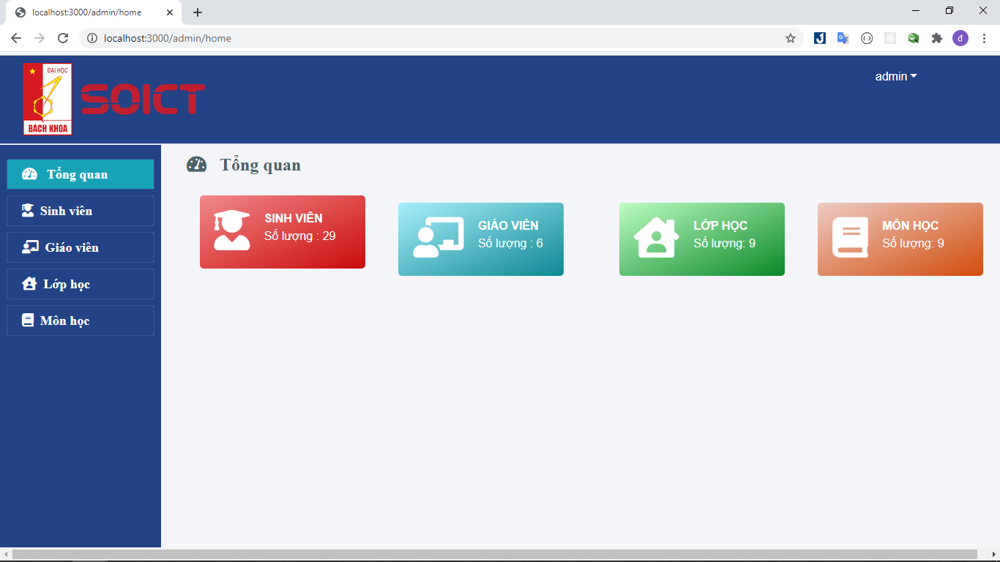 localhost:3000/admin/home
localhost:3000/admin/home
đ
ĐẠI HỌC
BÁCH KHOA
SOICT
admin
Tổng quan
Sinh viên
Giáo viên
Lớp học
Môn học
Tổng quan
SINH VIÊN
Số lượng : 29
GIÁO VIÊN
Số lượng : 6
LỚP HỌC
Số lượng: 9
MÔN HỌC
Số lượng: 9